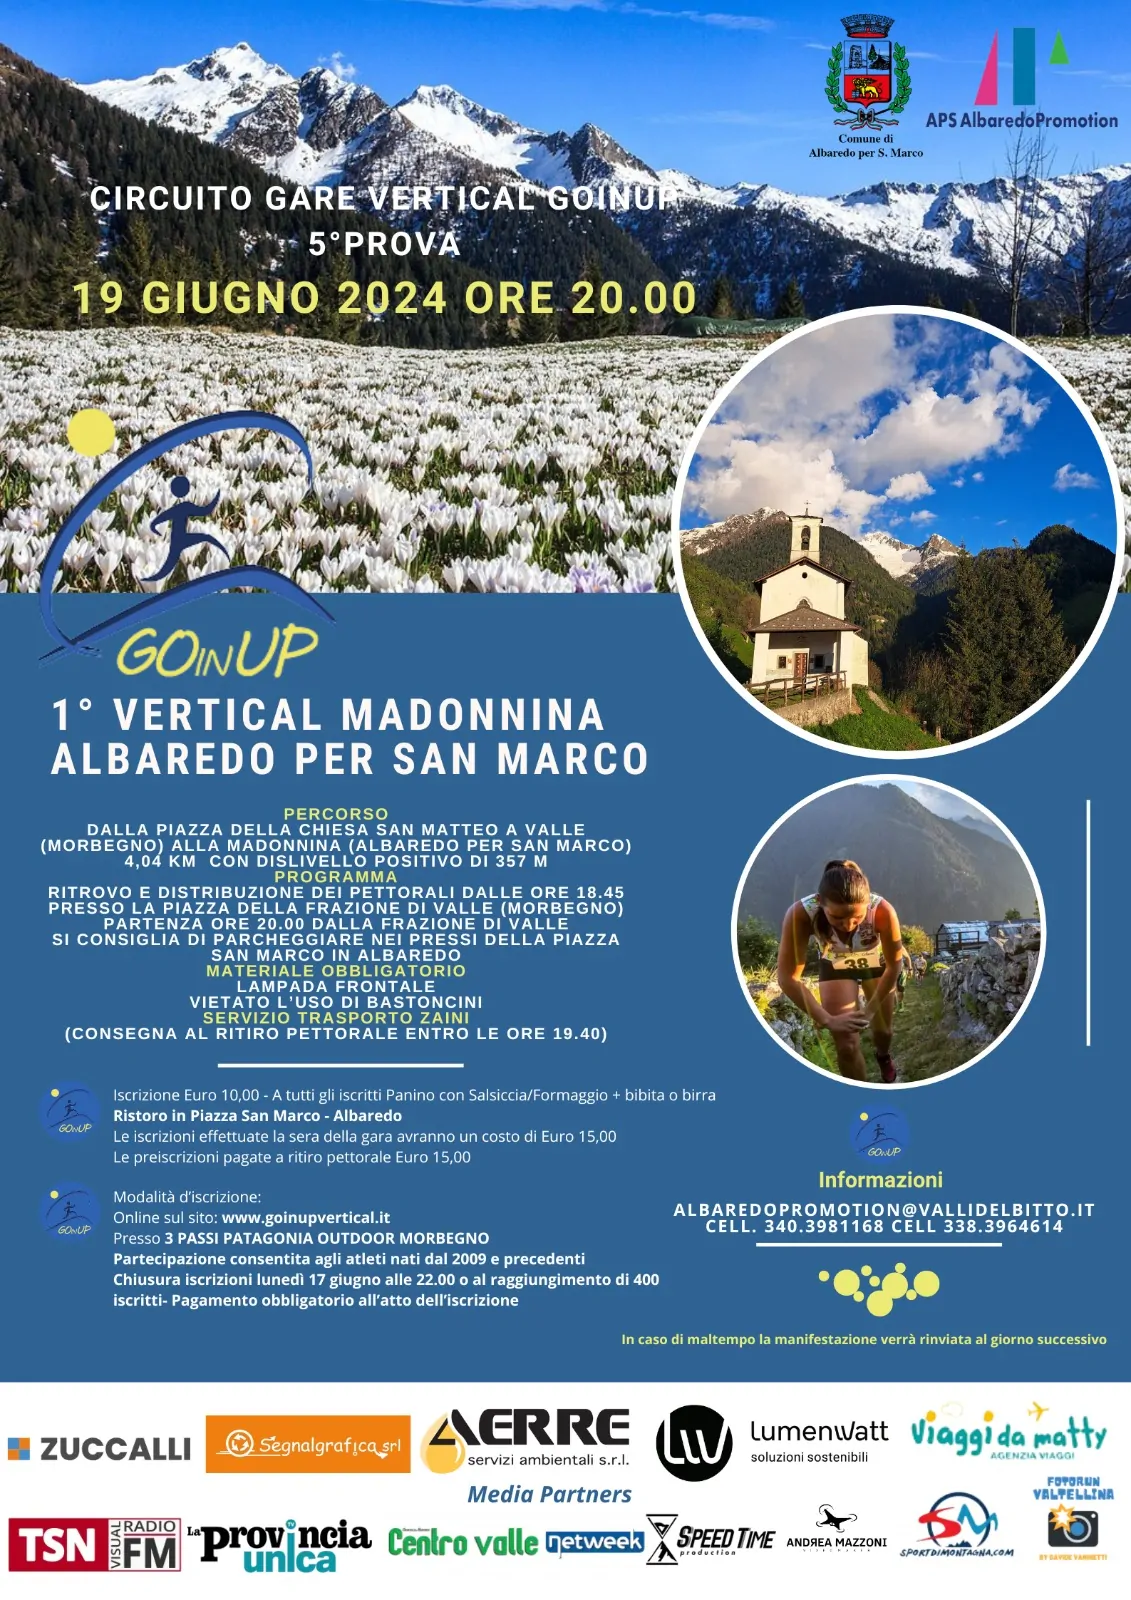 Comune di
Albaredo per S. Marco
APS AlbaredoPromotion
CIRCUITO GARE VERTICAL GOINUP
5°PROVA
19 GIUGNO 2024 ORE 20.00
GOINUP
1° VERTICAL MADONNINA
ALBAREDO PER SAN MARCO
PERCORSO
DALLA PIAZZA DELLA CHIESA SAN MATTEO A VALLE
(MORBEGNO) ALLA MADONNINA (ALBAREDO PER SAN MARCO)
4,04 KM CON DISLIVELLO POSITIVO DI 357 M
PROGRAMMA
RITROVO E DISTRIBUZIONE DEI PETTORALI DALLE ORE 18.45
PRESSO LA PIAZZA DELLA FRAZIONE DI VALLE (MORBEGNO)
PARTENZA ORE 20.00 DALLA FRAZIONE DI VALLE
SI CONSIGLIA DI PARCHEGGIARE NEI PRESSI DELLA PIAZZA
SAN MARCO IN ALBAREDO
MATERIALE OBBLIGATORIO
LAMPADA FRONTALE
VIETATO L'USO DI BASTONCINI
SERVIZIO TRASPORTO ZAINI
(CONSEGNA AL RITIRO PETTORALE ENTRO LE ORE 19.40)
38
GOINUP
Iscrizione Euro 10,00 - A tutti gli iscritti Panino con Salsiccia/Formaggio + bibita o birra
Ristoro in Piazza San Marco - Albaredo
Le iscrizioni effettuate la sera della gara avranno un costo di Euro 15,00
Le preiscrizioni pagate a ritiro pettorale Euro 15,00
GOINUP
Modalità d'iscrizione:
Online sul sito: www.goinupvertical.it
Presso 3 PASSI PATAGONIA OUTDOOR MORBEGNO
Partecipazione consentita agli atleti nati dal 2009 e precedenti
Chiusura iscrizioni lunedì 17 giugno alle 22.00 o al raggiungimento di 400
iscritti- Pagamento obbligatorio all'atto dell'iscrizione
GOINUP
Informazioni
ALBAREDOPROMOTION@VALLIDELBITTO.IT
CELL. 340.3981168 CELL 338.3964614
In caso di maltempo la manifestazione verrà rinviata al giorno successivo
ZUCCALLI
Segnalgrafica srl
AERRE
servizi ambientali s.r.l.
LW
LumenWatt
soluzioni sostenibili
Viaggi da matty
AGENZIA VIAGGI
Media Partners
TSN
VISUAL
RADIO
FM
La provincia
unica
TV
Centro valle
netweek
SPEED TIME
production
ANDREA MAZZONI
SM
SPORTDIMONTAGNA.COM
FOTORUN
VALTELLINA
BY DAVIDE VANINETTI